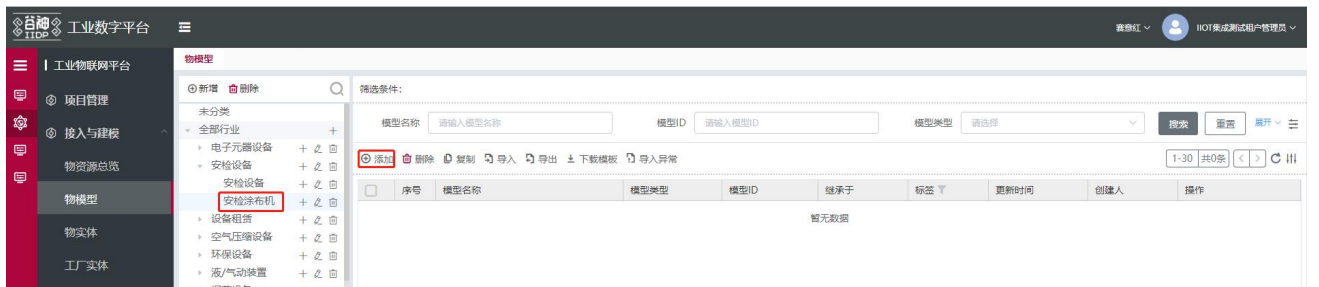 谷神 IIDP 工业数字平台 赛意红 IIOT集成测试租户管理员
工业物联网平台
项目管理
接入与建模
物资源总览
物模型
物实体
工厂实体
物模型
新增 删除
未分类
全部行业
电子元器设备
安检设备
安检设备
安检涂布机
设备租赁
空气压缩设备
环保设备
液/气动装置
筛选条件：
模型名称 请输入模型名称 模型ID 请输入模型ID 模型类型 请选择 搜索 重置 展开
添加 删除 复制 导入 导出 下载模板 导入异常 1-30 共0条
序号 模型名称 模型类型 模型ID 继承于 标签 更新时间 创建人 操作
暂无数据